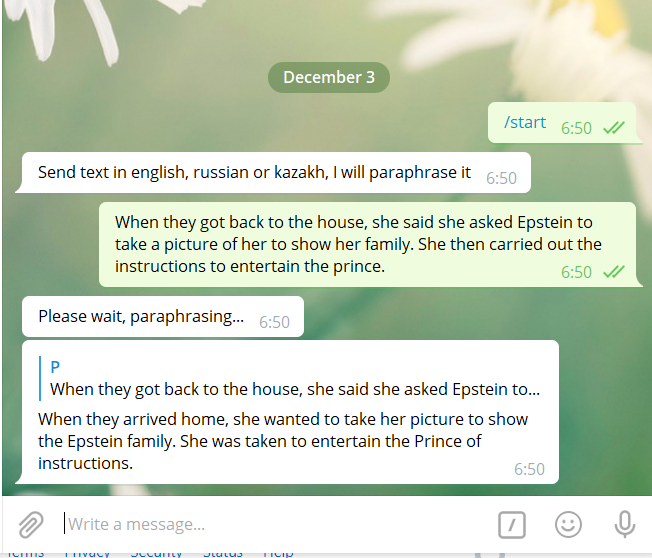 December 3
/start 6:50
Send text in english, russian or kazakh, I will paraphrase it 6:50
When they got back to the house, she said she asked Epstein to
take a picture of her to show her family. She then carried out the
instructions to entertain the prince. 6:50
Please wait, paraphrasing... 6:50
P
When they got back to the house, she said she asked Epstein to...
When they arrived home, she wanted to take her picture to show
the Epstein family. She was taken to entertain the Prince of
instructions. 6:50
Write a message...
Terms Privacy Security Status Help